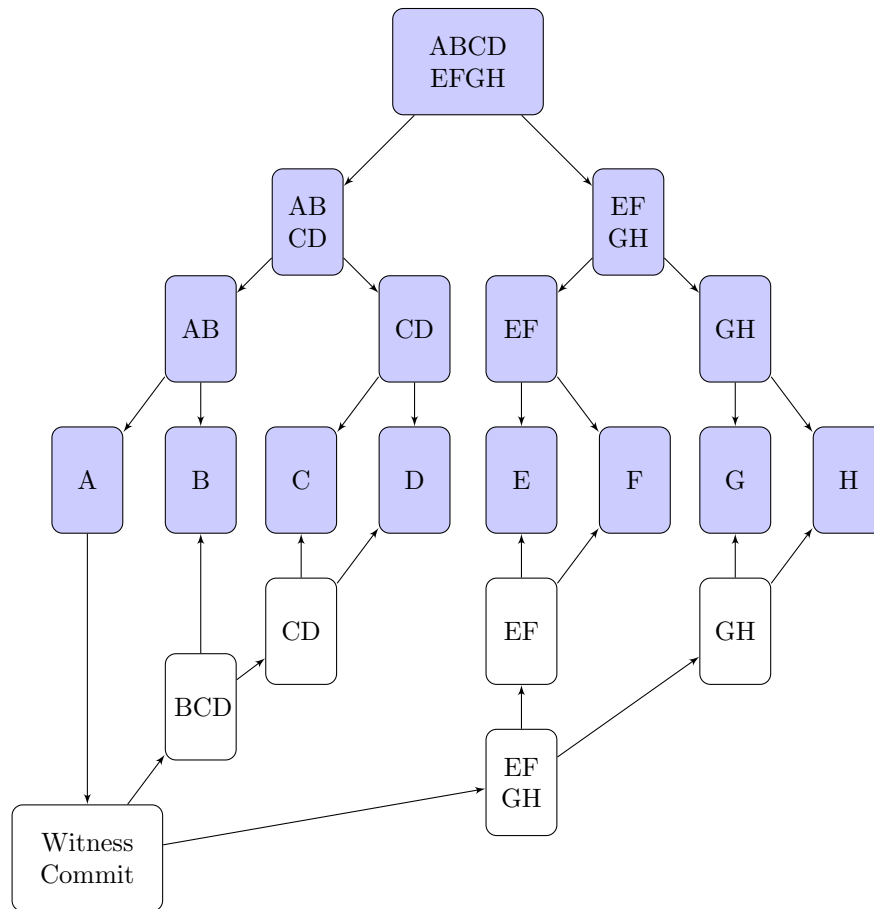 ABCD
EFGH
AB
CD
EF
GH
AB
CD
EF
GH
A
B
C
D
E
F
G
H
CD
EF
GH
BCD
EF
GH
Witness
Commit